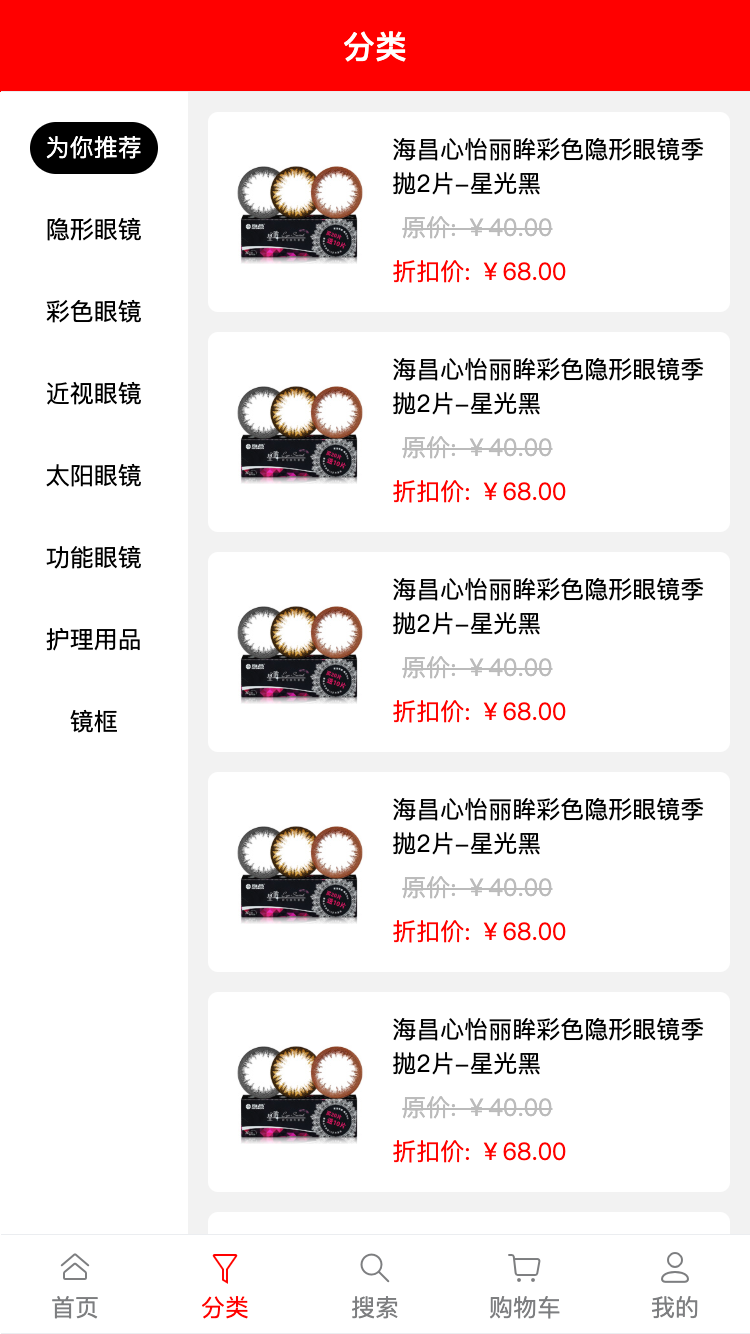 分类
为你推荐
隐形眼镜
彩色眼镜
近视眼镜
太阳眼镜
功能眼镜
护理用品
镜框
海昌心怡丽眸彩色隐形眼镜季
抛2片-星光黑
原价: ￥40.00
折扣价: ￥68.00
海昌心怡丽眸彩色隐形眼镜季
抛2片-星光黑
原价: ￥40.00
折扣价: ￥68.00
海昌心怡丽眸彩色隐形眼镜季
抛2片-星光黑
原价: ￥40.00
折扣价: ￥68.00
海昌心怡丽眸彩色隐形眼镜季
抛2片-星光黑
原价: ￥40.00
折扣价: ￥68.00
海昌心怡丽眸彩色隐形眼镜季
抛2片-星光黑
原价: ￥40.00
折扣价: ￥68.00
首页
分类
搜索
购物车
我的